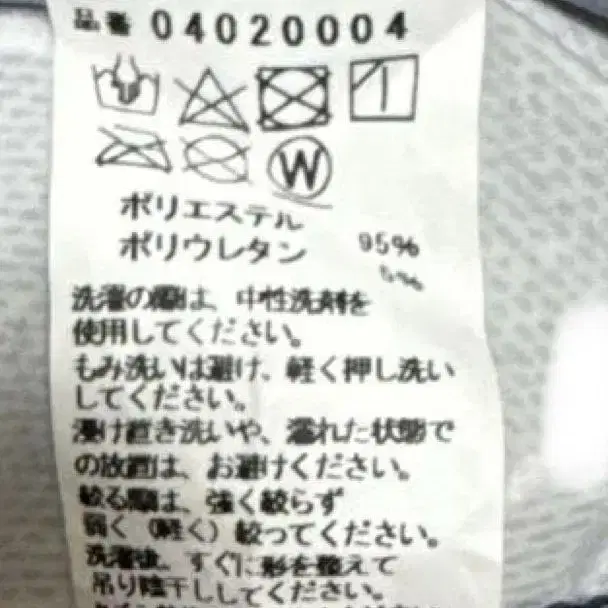 品番 04020004
W
ポリエステル 95%
ポリウレタン 5%
洗濯の際は、中性洗剤を
使用してください。
もみ洗いは避け、軽く押し洗い
してください。
浸け置き洗いや、濡れた状態で
の放置は、お避けください。
絞る際は、強く絞らず
弱く（軽く）絞ってください。
洗濯後、すぐに形を整えて
吊り陰干ししてください。